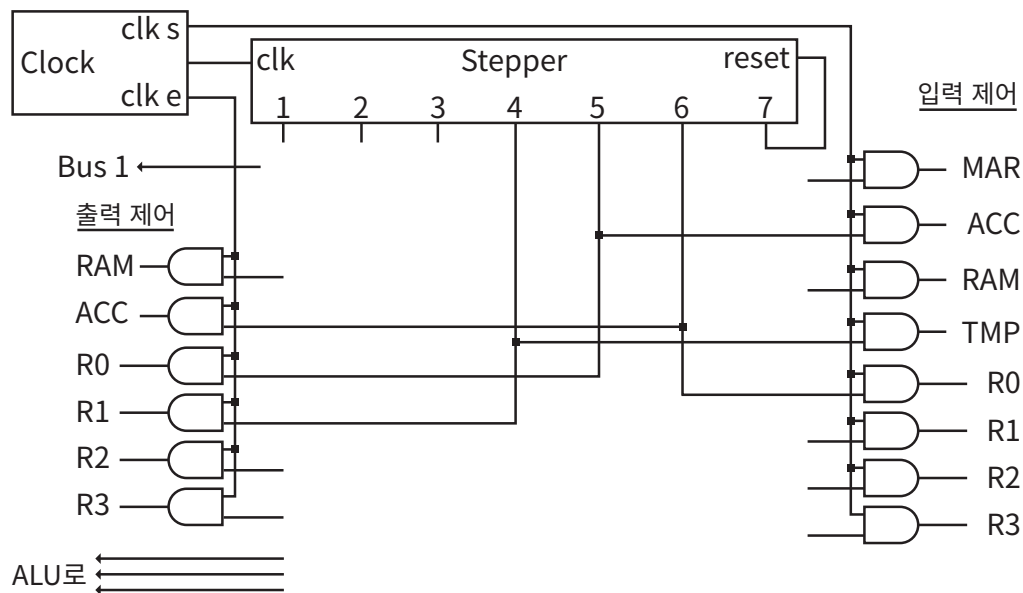 clk s
Clock
clk e
clk
Stepper
reset
1 2 3 4 5 6 7
Bus 1
출력 제어
RAM
ACC
R0
R1
R2
R3
ALU로
입력 제어
MAR
ACC
RAM
TMP
R0
R1
R2
R3